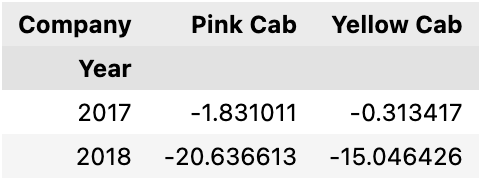 Company Pink Cab Yellow Cab
Year
2017 -1.831011 -0.313417
2018 -20.636613 -15.046426